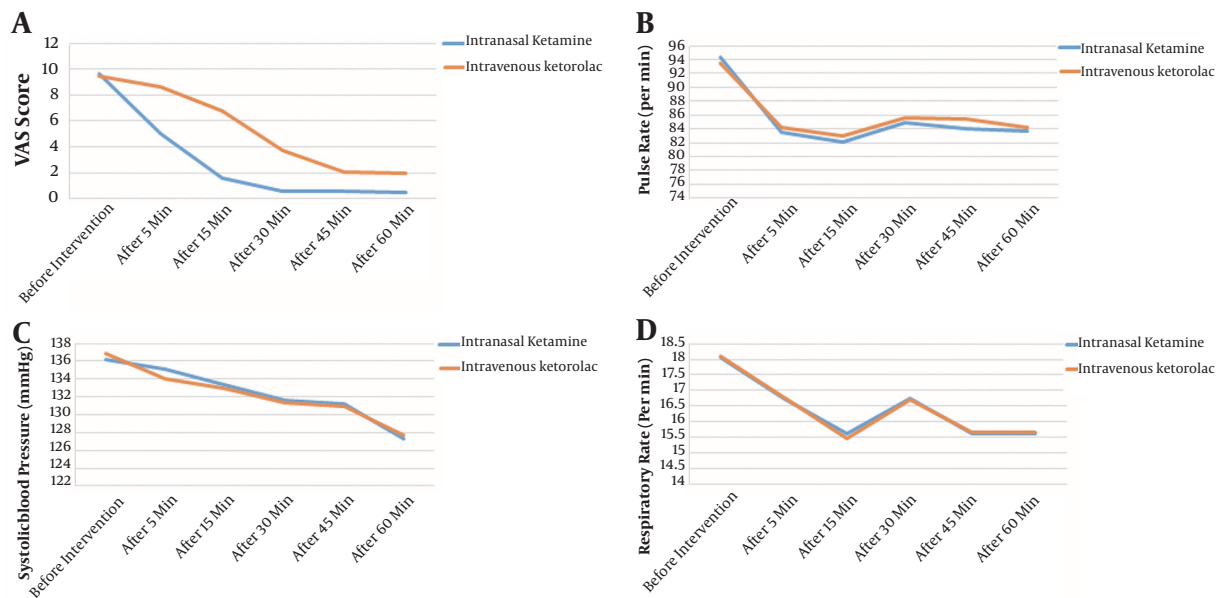 A
VAS Score
12
10
8
6
4
2
0
Before Intervention
After 5 Min
After 15 Min
After 30 Min
After 45 Min
After 60 Min
Intranasal Ketamine
Intravenous ketorolac
B
Pulse Rate (per min)
96
94
92
90
88
86
84
82
80
78
76
74
Before Intervention
After 5 Min
After 15 Min
After 30 Min
After 45 Min
After 60 Min
Intranasal Ketamine
Intravenous ketorolac
C
Systolicblood Pressure (mmHg)
138
136
134
132
130
128
126
124
122
Before Intervention
After 5 Min
After 15 Min
After 30 Min
After 45 Min
After 60 Min
Intranasal Ketamine
Intravenous ketorolac
D
Respiratory Rate (Per min)
18.5
18
17.5
17
16.5
16
15.5
15
14.5
14
Before Intervention
After 5 Min
After 15 Min
After 30 Min
After 45 Min
After 60 Min
Intranasal Ketamine
Intravenous ketorolac